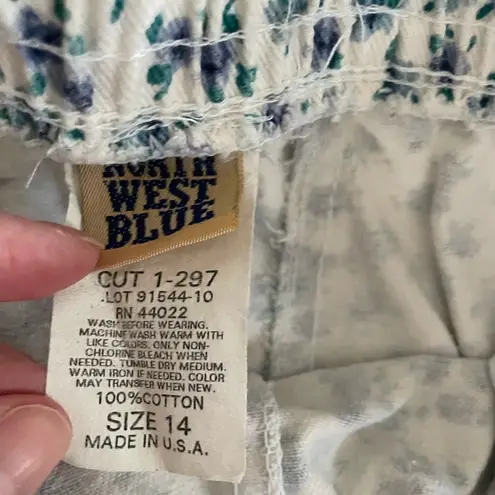 NORTH
WEST
BLUE
CUT 1-297
LOT 91544-10
RN 44022
WASH BEFORE WEARING.
MACHINE WASH WARM WITH
LIKE COLORS. ONLY NON-
CHLORINE BLEACH WHEN
NEEDED. TUMBLE DRY MEDIUM.
WARM IRON IF NEEDED. COLOR
MAY TRANSFER WHEN NEW.
100%COTTON
SIZE 14
MADE IN U.S.A.